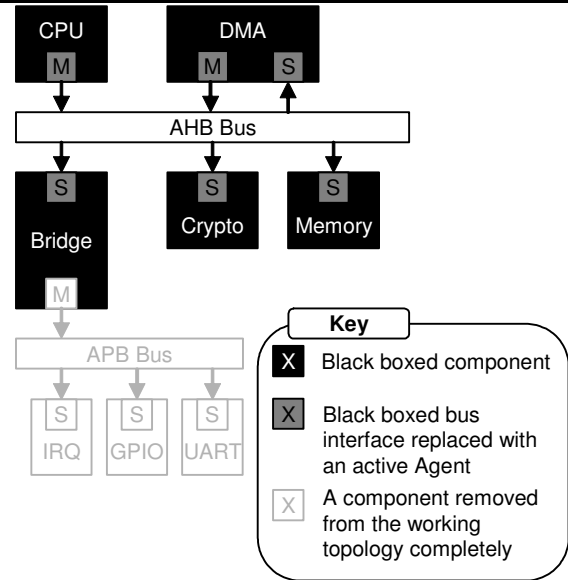 CPU
DMA
M
M
S
AHB Bus
S
S
S
Bridge
Crypto
Memory
M
APB Bus
S
S
S
IRQ
GPIO
UART
Key
X
Black boxed component
X
Black boxed bus
interface replaced with
an active Agent
X
A component removed
from the working
topology completely